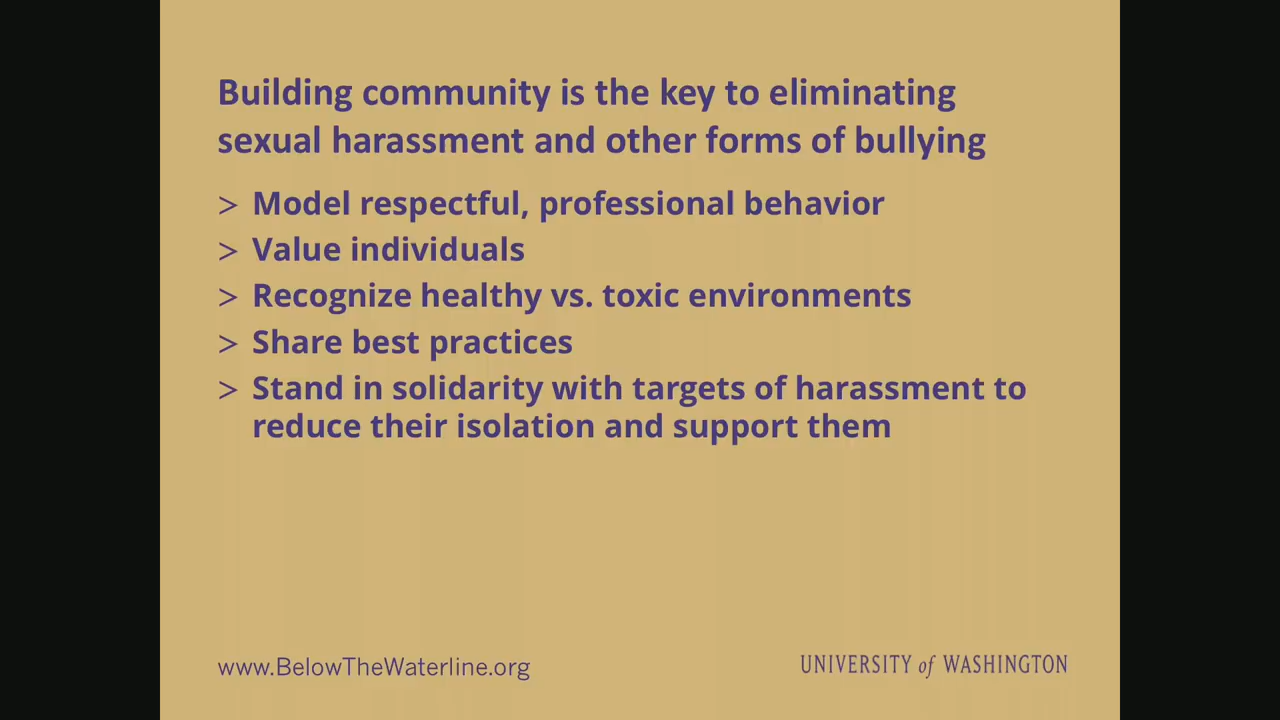 Building community is the key to eliminating
sexual harassment and other forms of bullying
> Model respectful, professional behavior
> Value individuals
> Recognize healthy vs. toxic environments
> Share best practices
> Stand in solidarity with targets of harassment to
reduce their isolation and support them
www.BelowTheWaterline.org
UNIVERSITY of WASHINGTON